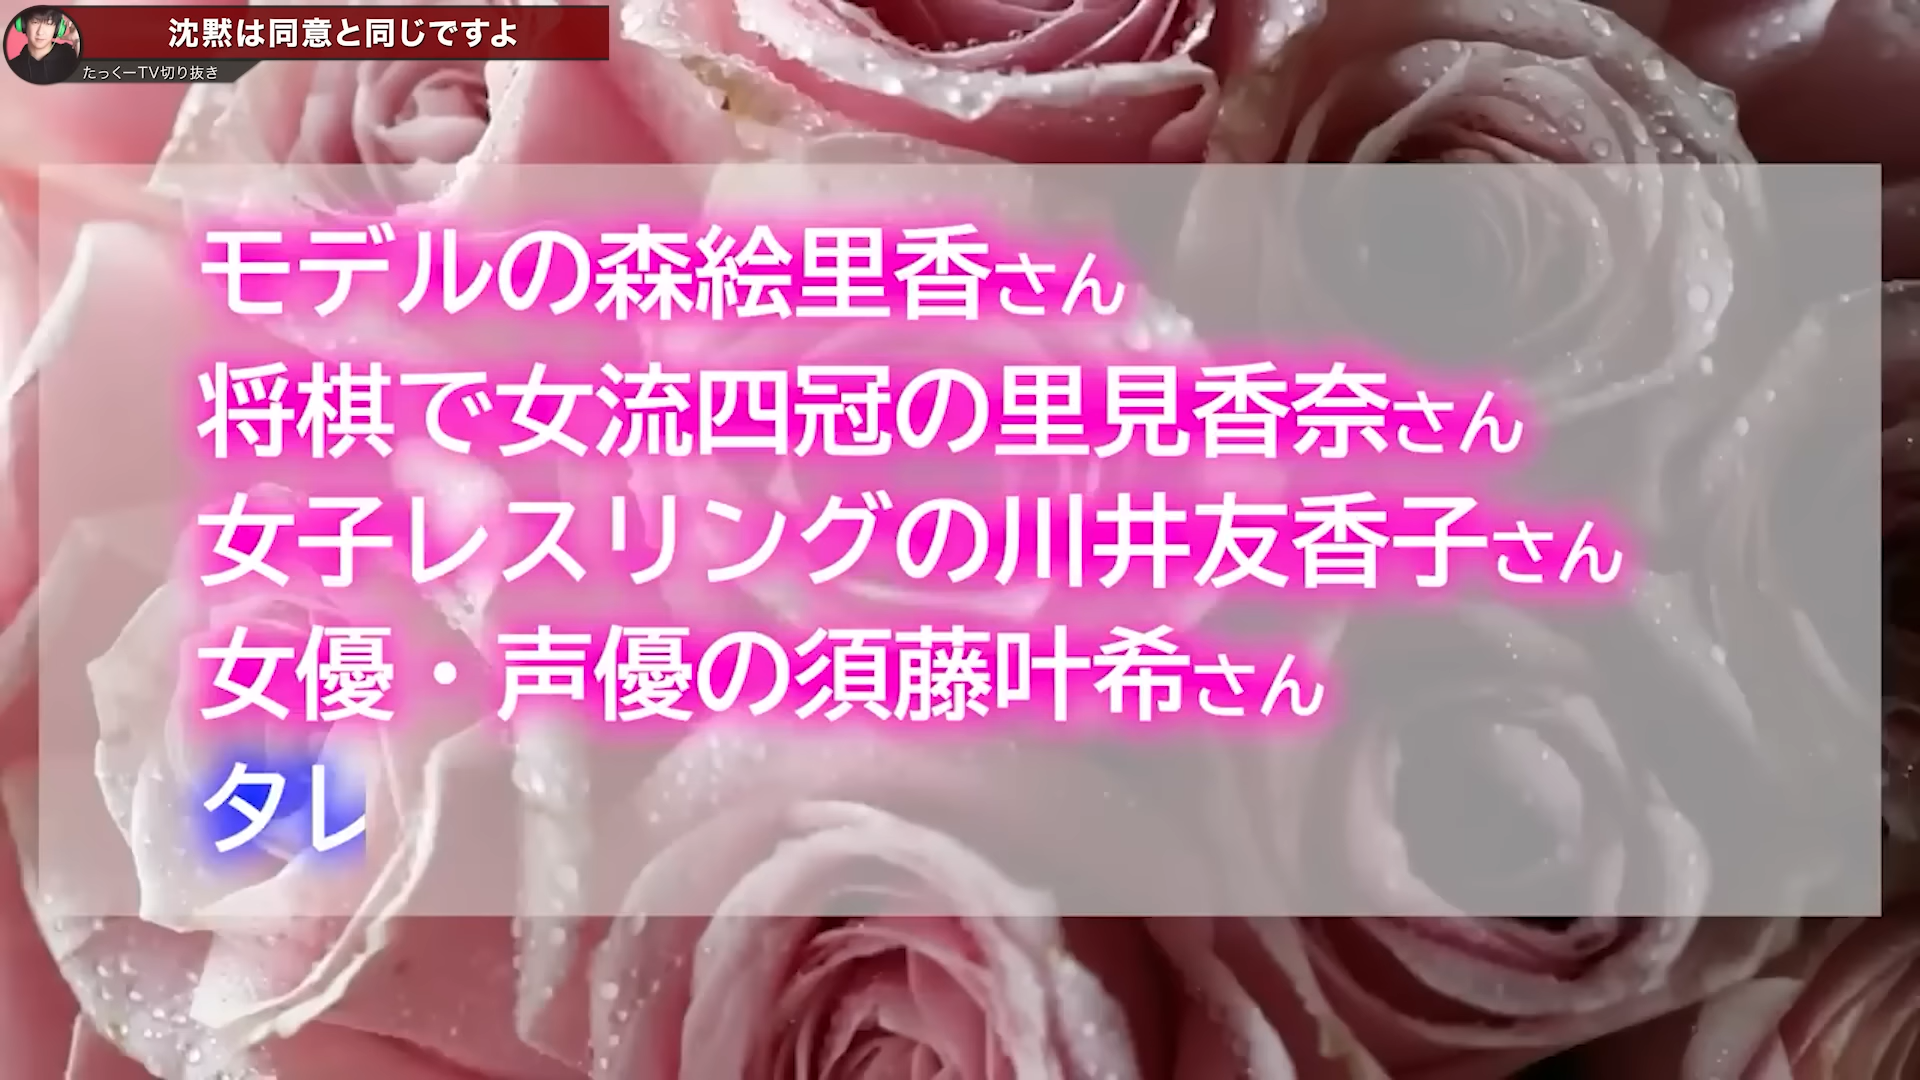 沈黙は同意と同じですよ
たっくーTV切り抜き
モデルの森絵里香さん
将棋で女流四冠の里見香奈さん
女子レスリングの川井友香子さん
女優・声優の須藤叶希さん
タレ